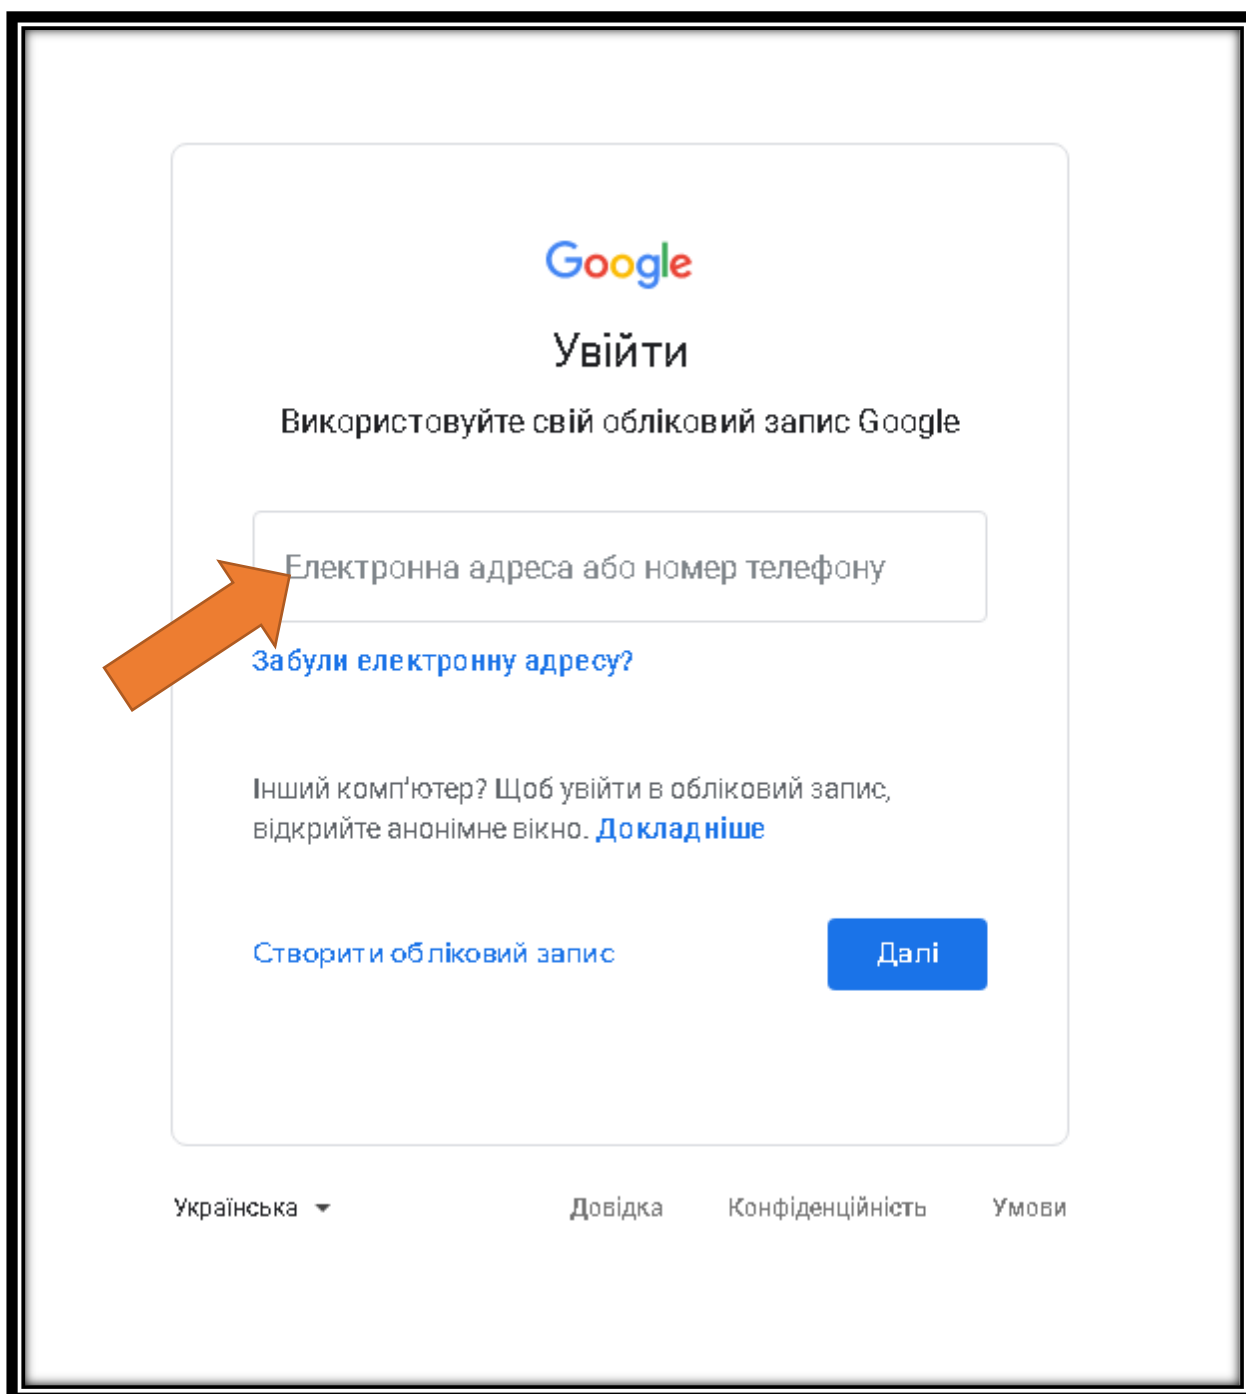 Google
Увійти
Використовуйте свій обліковий запис Google
Електронна адреса або номер телефону
Забули електронну адресу?
Інший комп'ютер? Щоб увійти в обліковий запис,
відкрийте анонімне вікно. Докладніше
Створити обліковий запис
Далі
Українська
Довідка
Конфіденційність
Умови